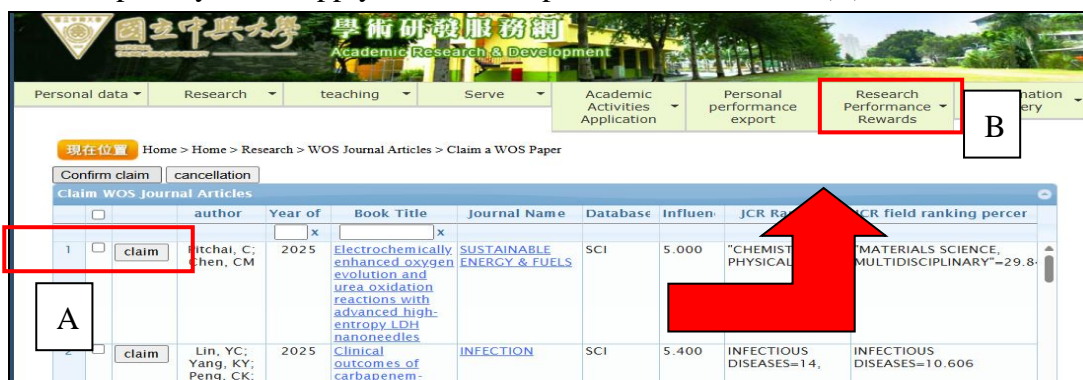 國立中興大學 學術研發服務網
Academic Research & Development
Personal data
Research
teaching
Serve
Academic Activities Application
Personal performance export
Research Performance Rewards
B
現在位置 Home > Home > Research > WOS Journal Articles > Claim a WOS Paper
Confirm claim cancellation
Claim WOS Journal Articles
author Year of Book Title Journal Name Database Influen JCR
x x
1 claim Pitchai, C; Chen, CM 2025 Electrochemically enhanced oxygen evolution and urea oxidation reactions with advanced high-entropy LDH nanoneedles SUSTAINABLE ENERGY & FUELS SCI 5.000 PHYSICAL MULTIDISCIPLINARY"=29.8
A
2 claim Lin, YC; Yang, KY; Peng, CK; 2025 Clinical outcomes of carbapenem- INFECTION SCI 5.400 INFECTIOUS DISEASES=14, INFECTIOUS DISEASES=10.606